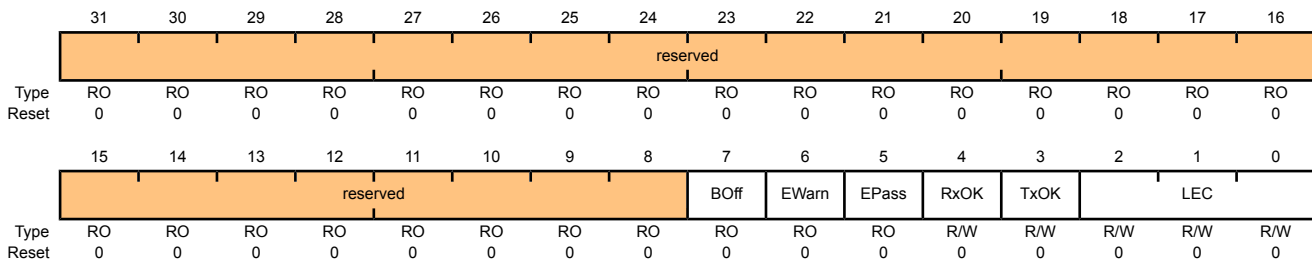 31 30 29 28 27 26 25 24 23 22 21 20 19 18 17 16
reserved
Type RO RO RO RO RO RO RO RO RO RO RO RO RO RO RO RO
Reset 0 0 0 0 0 0 0 0 0 0 0 0 0 0 0 0
15 14 13 12 11 10 9 8 7 6 5 4 3 2 1 0
reserved BOff EWarn EPass RxOK TxOK LEC
Type RO RO RO RO RO RO RO RO RO RO RO R/W R/W R/W R/W R/W
Reset 0 0 0 0 0 0 0 0 0 0 0 0 0 0 0 0